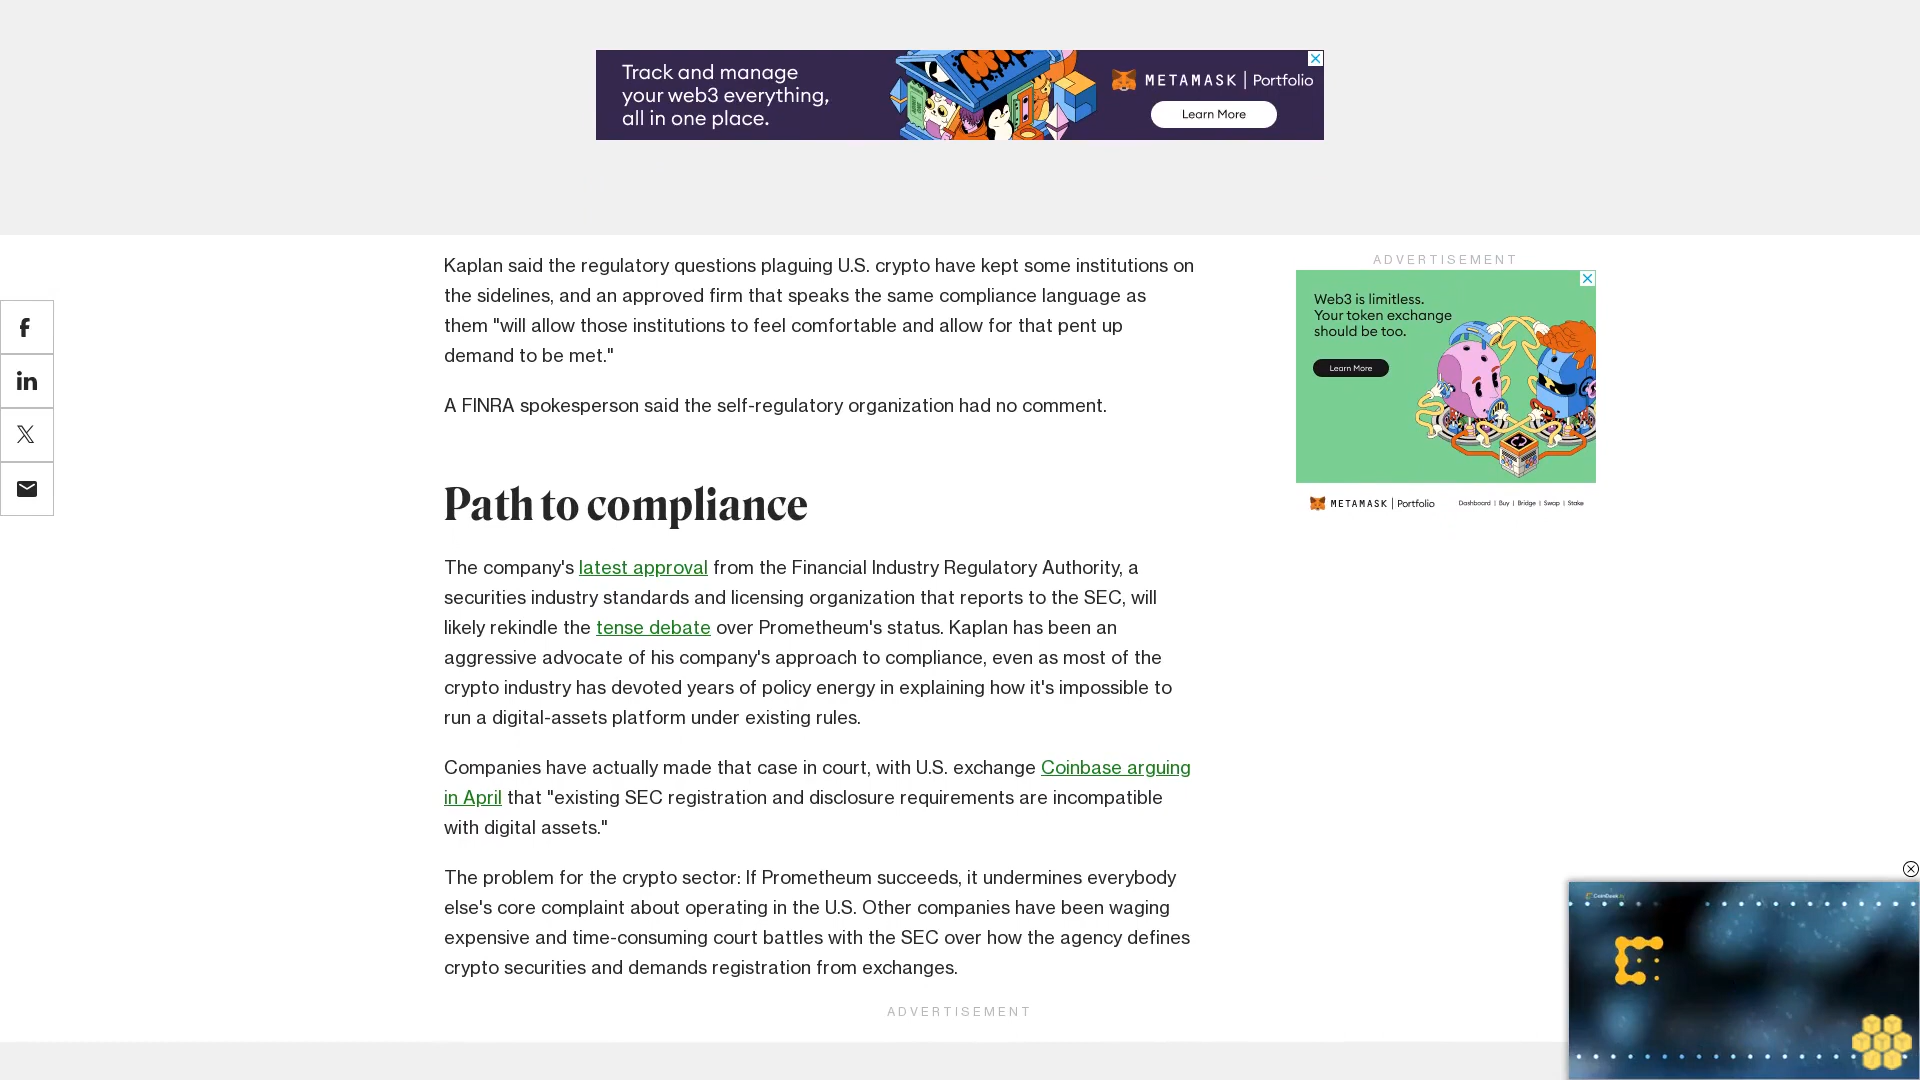 Track and manage
your web3 everything,
all in one place.
METAMASK | Portfolio
Learn More
Kaplan said the regulatory questions plaguing U.S. crypto have kept some institutions on
the sidelines, and an approved firm that speaks the same compliance language as
them "will allow those institutions to feel comfortable and allow for that pent up
demand to be met."
A FINRA spokesperson said the self-regulatory organization had no comment.
Path to compliance
The company's latest approval from the Financial Industry Regulatory Authority, a
securities industry standards and licensing organization that reports to the SEC, will
likely rekindle the tense debate over Prometheum's status. Kaplan has been an
aggressive advocate of his company's approach to compliance, even as most of the
crypto industry has devoted years of policy energy in explaining how it's impossible to
run a digital-assets platform under existing rules.
Companies have actually made that case in court, with U.S. exchange Coinbase arguing
in April that "existing SEC registration and disclosure requirements are incompatible
with digital assets."
The problem for the crypto sector: If Prometheum succeeds, it undermines everybody
else's core complaint about operating in the U.S. Other companies have been waging
expensive and time-consuming court battles with the SEC over how the agency defines
crypto securities and demands registration from exchanges.
ADVERTISEMENT
ADVERTISEMENT
Web3 is limitless.
Your token exchange
should be too.
Learn More
METAMASK | Portfolio
Dashboard | Buy | Bridge | Swap | Stake
CoinDesk